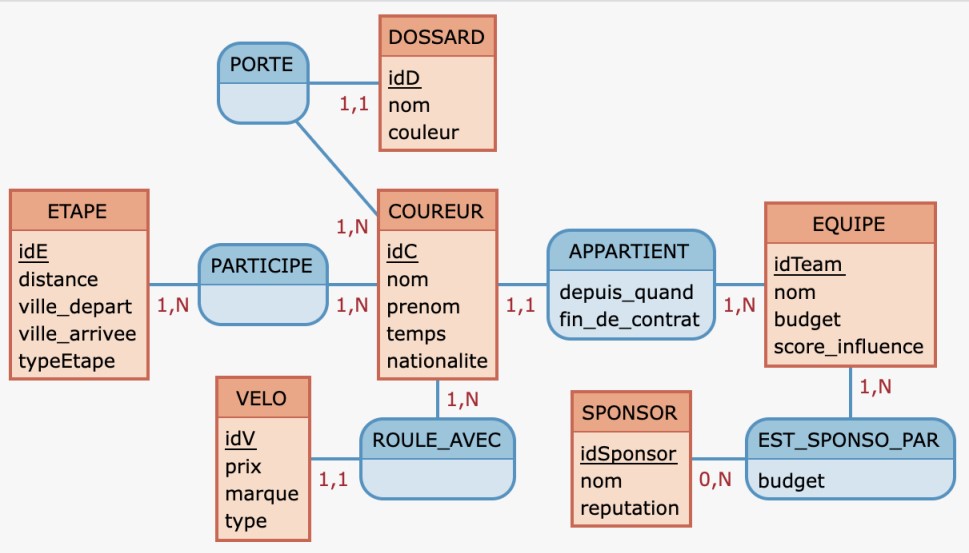 DOSSARD
idD
nom
couleur
PORTE
1,1
1,N
ETAPE
idE
distance
ville_depart
ville_arrivee
typeEtape
1,N
PARTICIPE
1,N
COUREUR
idC
nom
prenom
temps
nationalite
1,1
APPARTIENT
depuis_quand
fin_de_contrat
1,N
EQUIPE
idTeam
nom
budget
score_influence
1,N
VELO
idV
prix
marque
type
1,1
1,N
ROULE_AVEC
SPONSOR
idSponsor
nom
reputation
0,N
EST_SPONSO_PAR
budget